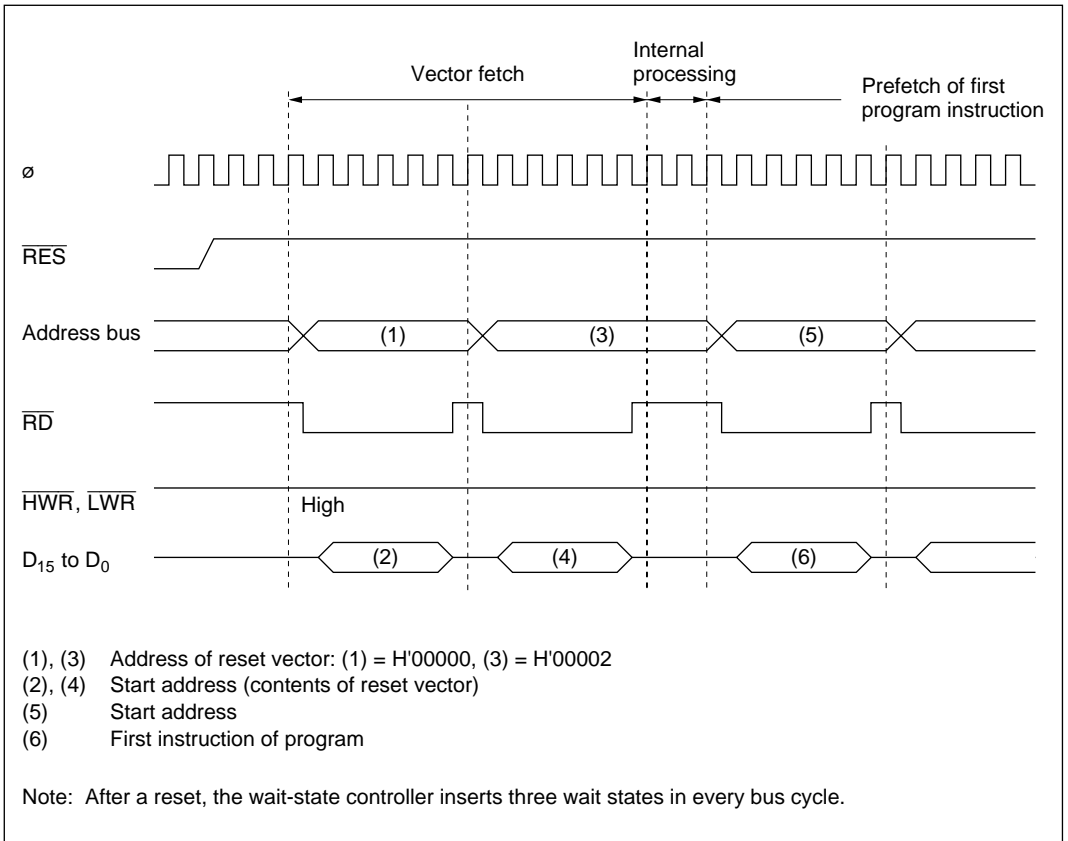 Vector fetch
Internal
processing
Prefetch of first
program instruction
ø
RES
Address bus
(1)
(3)
(5)
RD
HWR, LWR
High
D15 to D0
(2)
(4)
(6)
(1), (3) Address of reset vector: (1) = H'00000, (3) = H'00002
(2), (4) Start address (contents of reset vector)
(5) Start address
(6) First instruction of program
Note: After a reset, the wait-state controller inserts three wait states in every bus cycle.